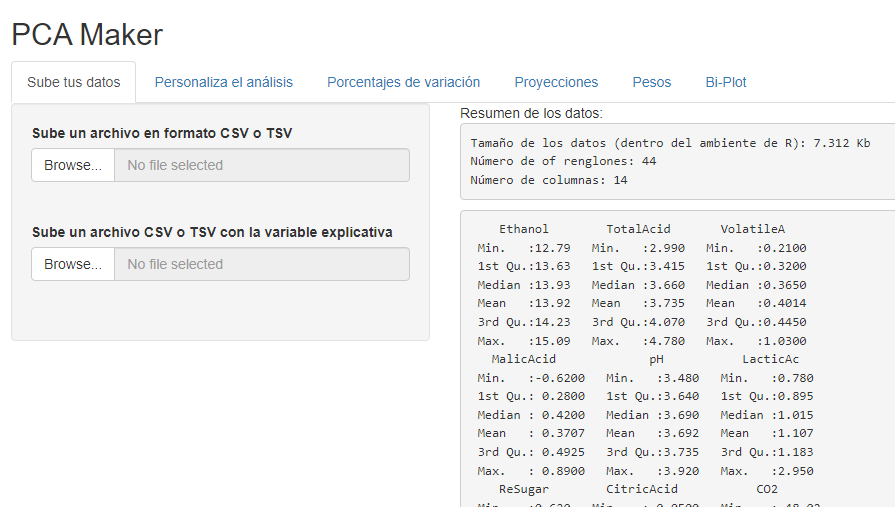 PCA Maker
Sube tus datos Personaliza el análisis Porcentajes de variación Proyecciones Pesos Bi-Plot
Sube un archivo en formato CSV o TSV
Browse... No file selected
Sube un archivo CSV o TSV con la variable explicativa
Browse... No file selected
Resumen de los datos:
Tamaño de los datos (dentro del ambiente de R): 7.312 Kb
Número de of renglones: 44
Número de columnas: 14
Ethanol TotalAcid VolatileA
Min. :12.79 Min. :2.990 Min. :0.2100
1st Qu.:13.63 1st Qu.:3.415 1st Qu.:0.3200
Median :13.93 Median :3.660 Median :0.3650
Mean :13.92 Mean :3.735 Mean :0.4014
3rd Qu.:14.23 3rd Qu.:4.070 3rd Qu.:0.4450
Max. :15.09 Max. :4.780 Max. :1.0300
MalicAcid pH LacticAc
Min. :-0.6200 Min. :3.480 Min. :0.780
1st Qu.: 0.2800 1st Qu.:3.640 1st Qu.:0.895
Median : 0.4200 Median :3.690 Median :1.015
Mean : 0.3707 Mean :3.692 Mean :1.107
3rd Qu.: 0.4925 3rd Qu.:3.735 3rd Qu.:1.183
Max. : 0.8900 Max. :3.920 Max. :2.950
ReSugar CitricAcid CO2